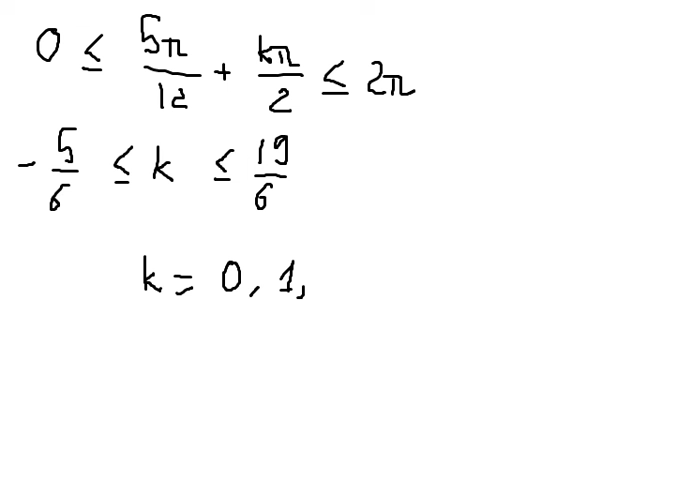 0 ≤ 5π/12 + kπ/2 ≤ 2π
-5/6 ≤ k ≤ 19/6
k = 0, 1,